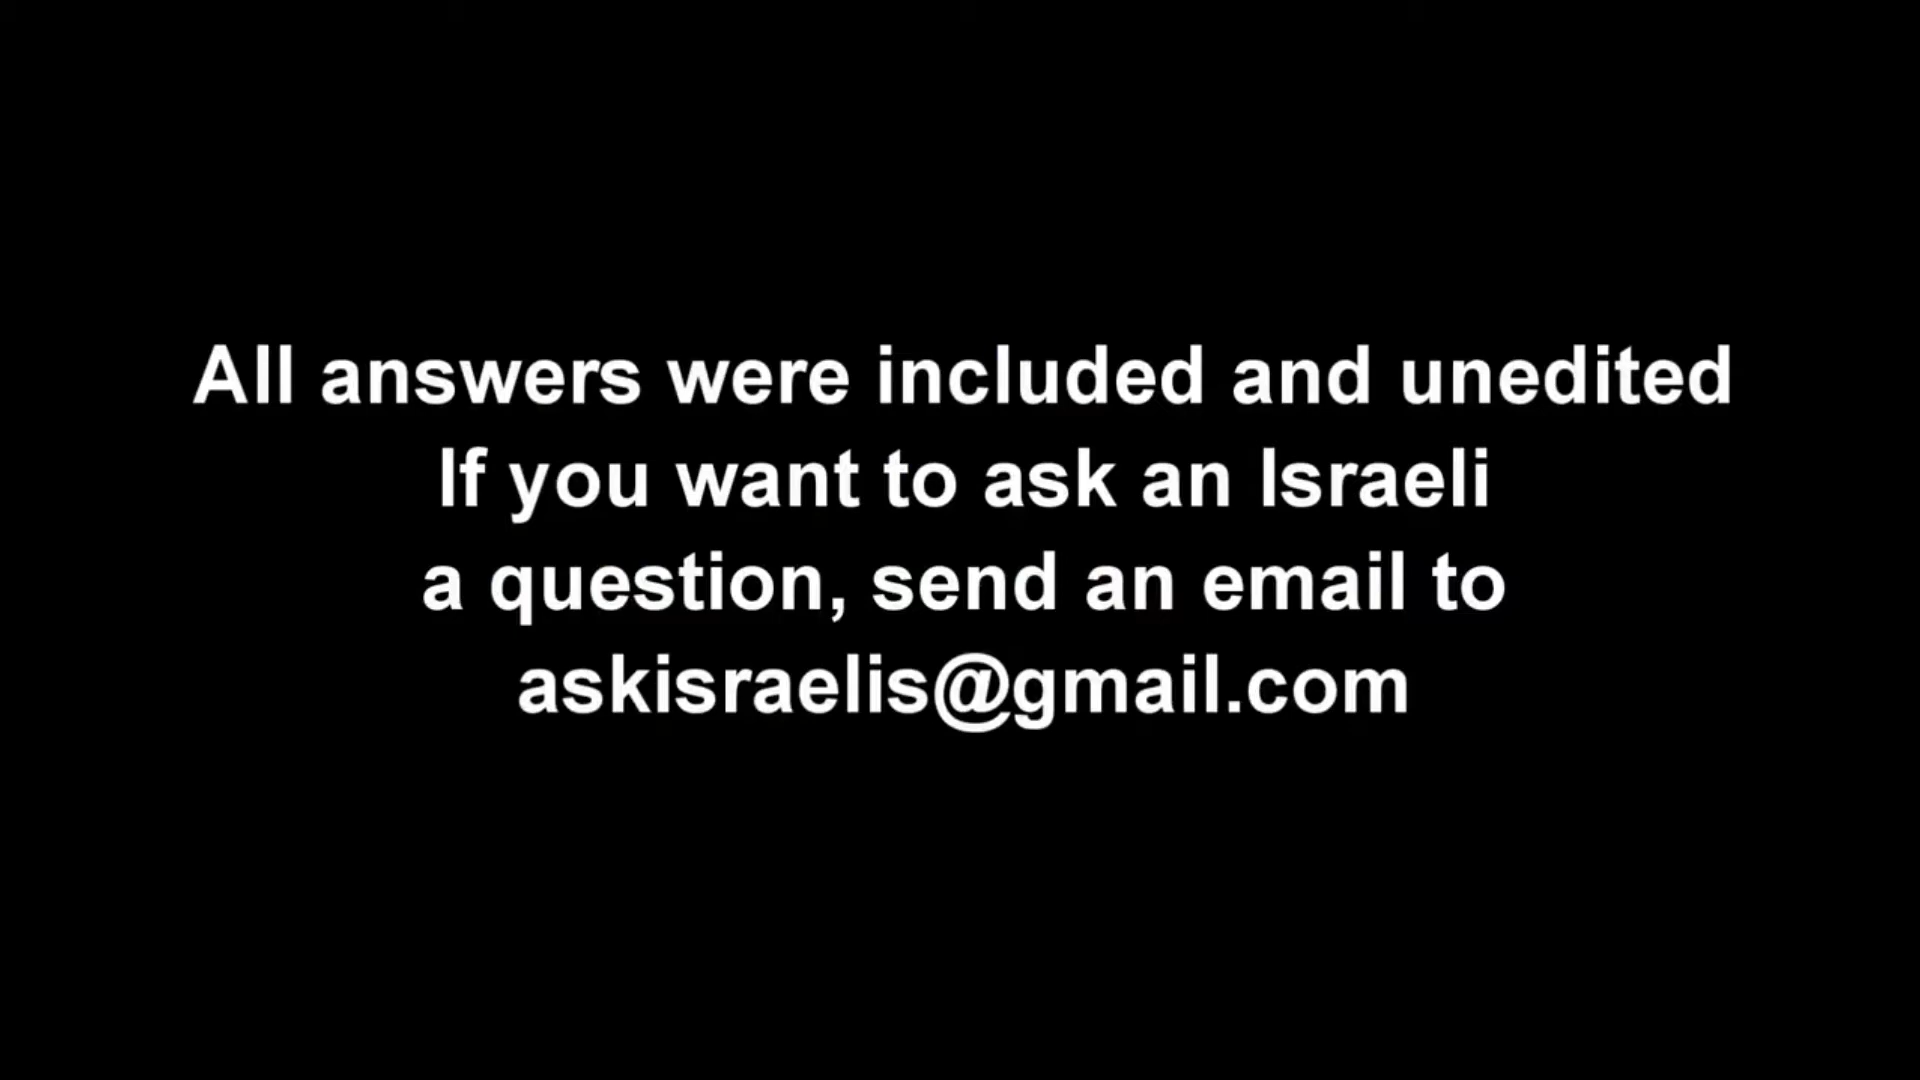 All answers were included and unedited
If you want to ask an Israeli
a question, send an email to
askisraelis@gmail.com